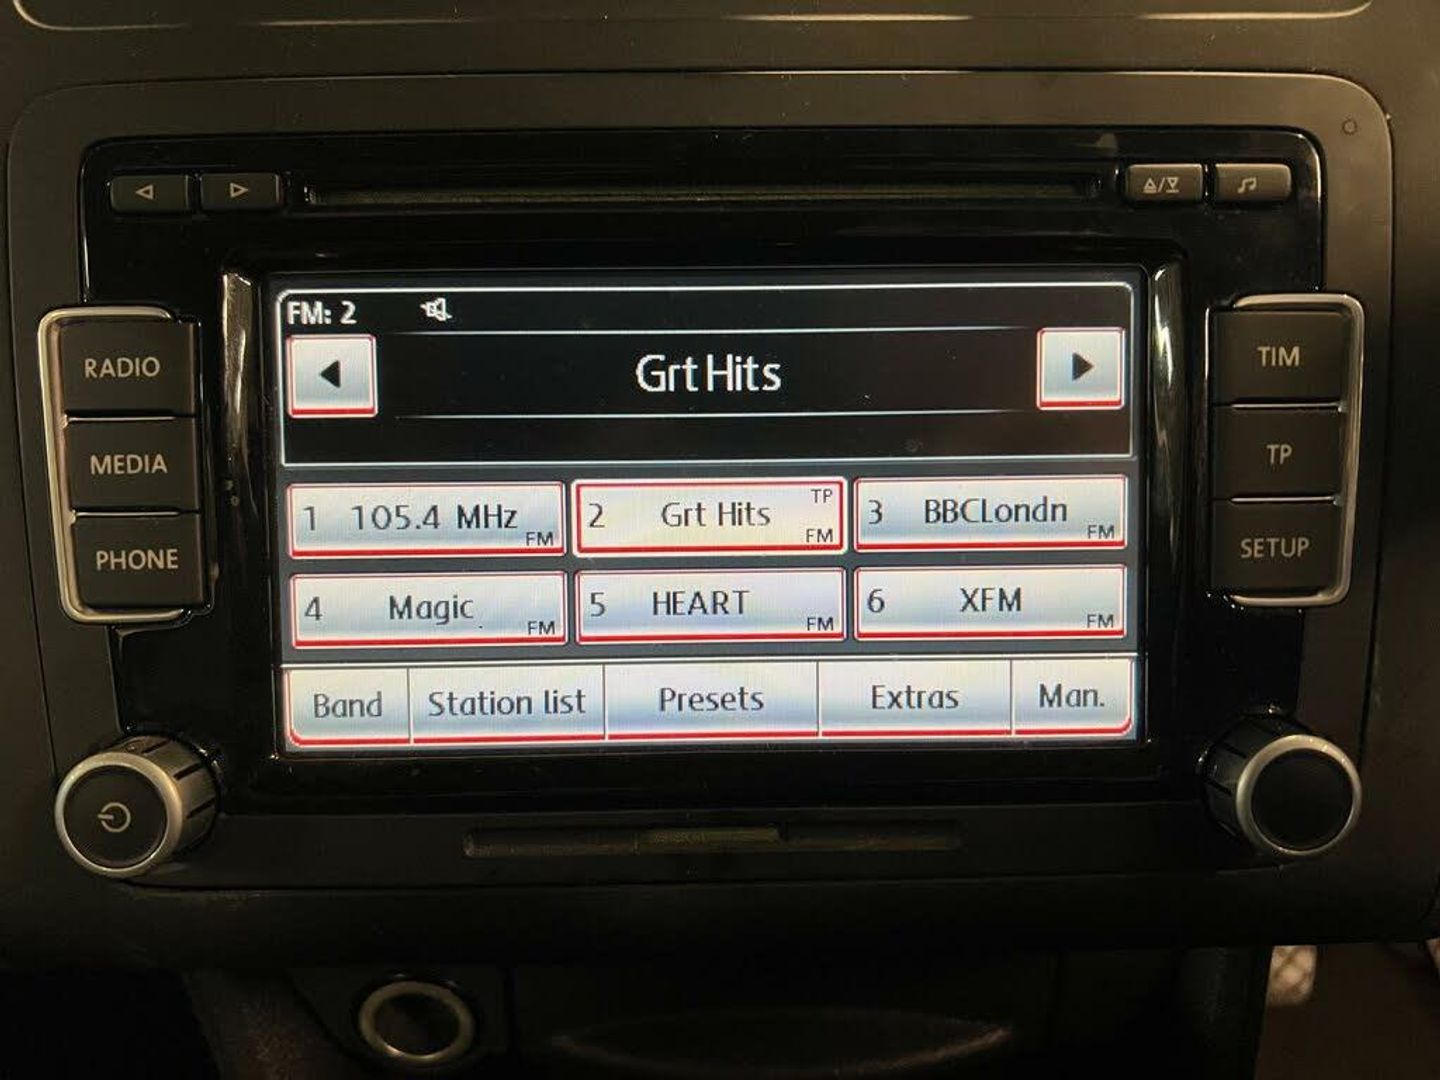 FM: 2
Grt Hits
RADIO
MEDIA
PHONE
TIM
TP
SETUP
1 105.4 MHz FM
2 Grt Hits TP FM
3 BBCLondn FM
4 Magic FM
5 HEART FM
6 XFM FM
Band Station list Presets Extras Man.